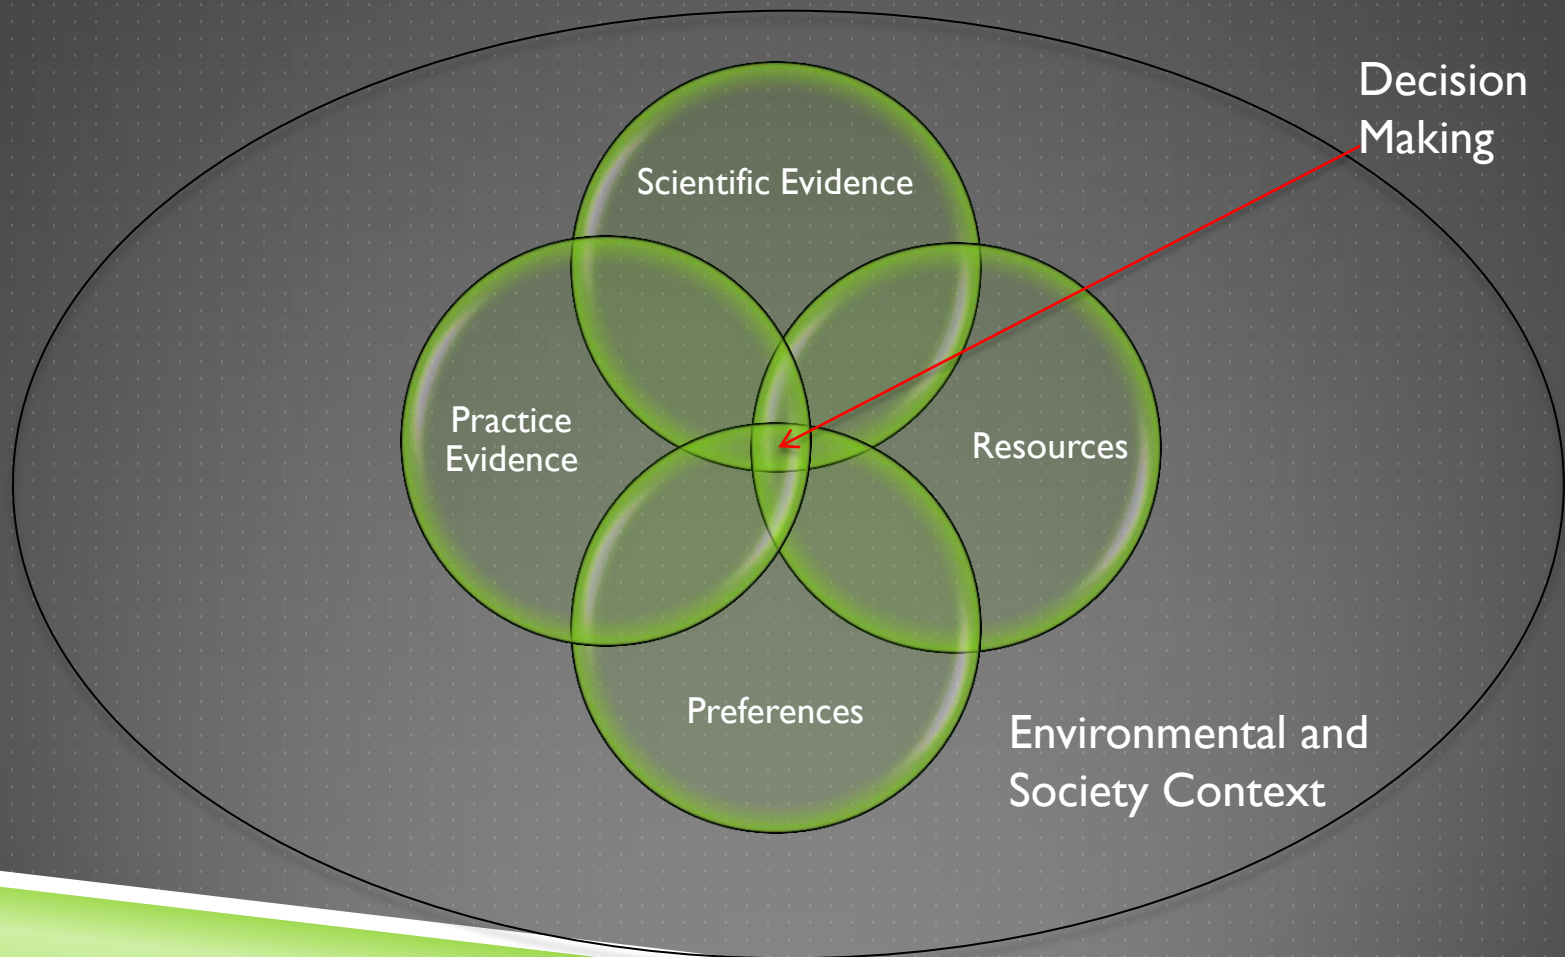 Decision
Making
Scientific Evidence
Practice
Evidence
Resources
Preferences
Environmental and
Society Context